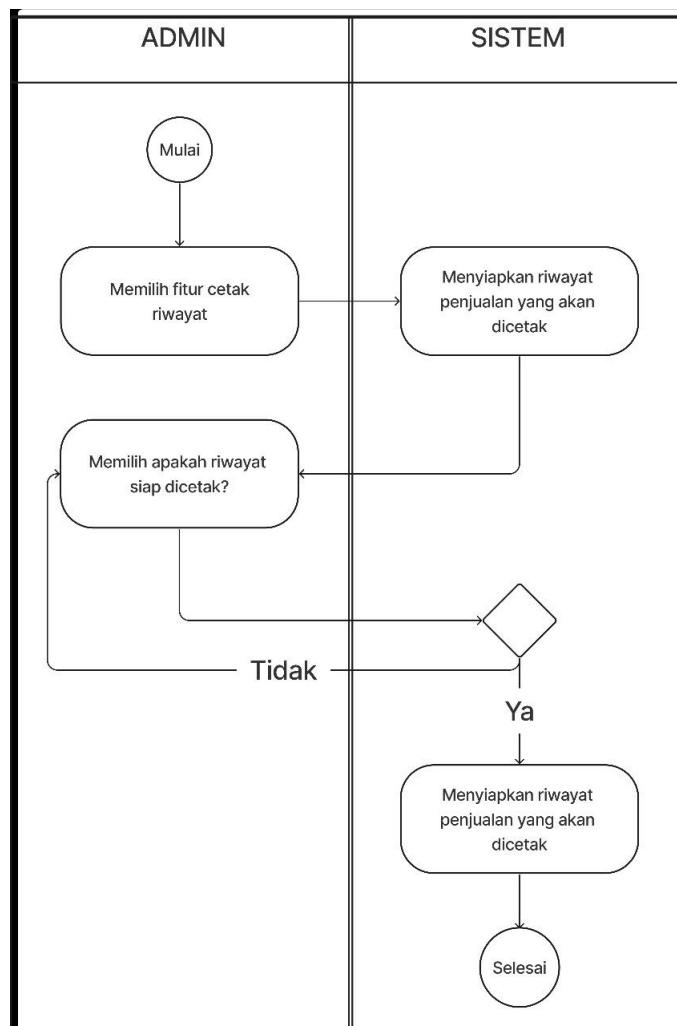 ADMIN
SISTEM
Mulai
Memilih fitur cetak
riwayat
Menyiapkan riwayat
penjualan yang akan
dicetak
Memilih apakah riwayat
siap dicetak?
Tidak
Ya
Menyiapkan riwayat
penjualan yang akan
dicetak
Selesai